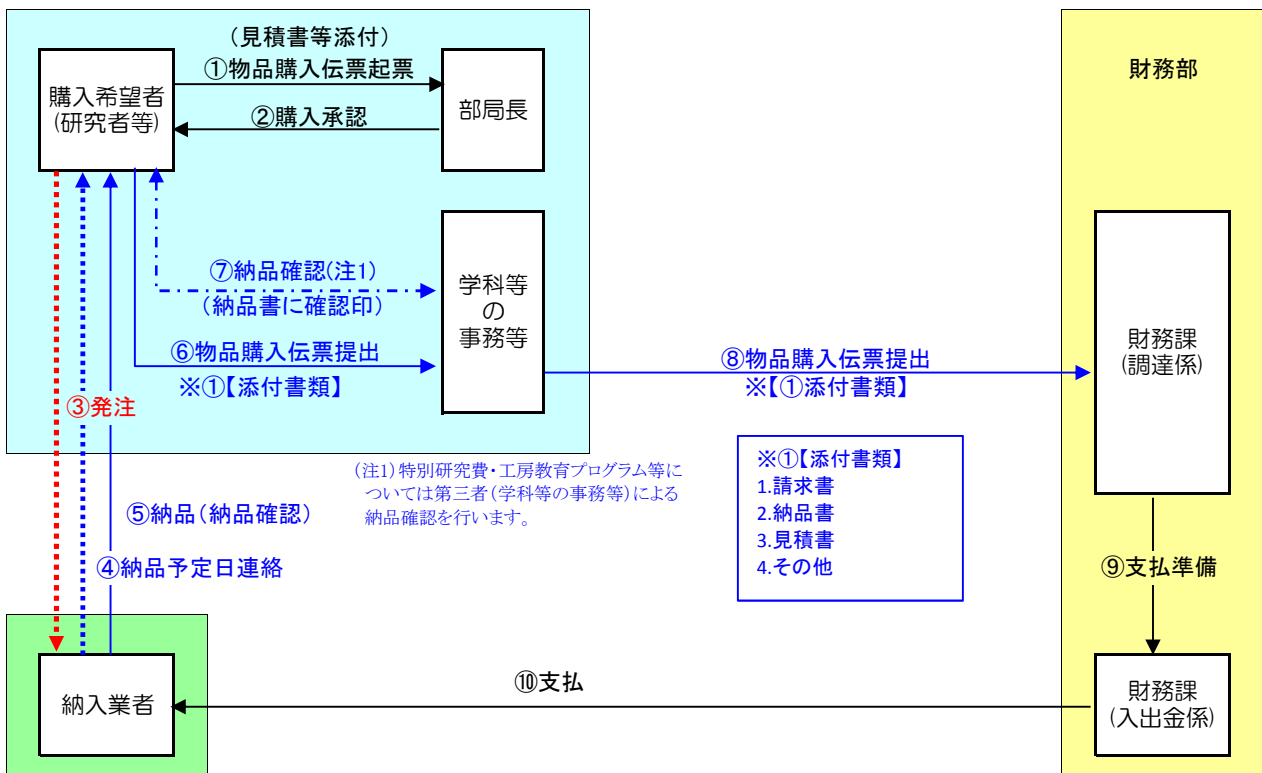 (見積書等添付)
①物品購入伝票起票
購入希望者
(研究者等)
②購入承認
部局長
財務部
⑦納品確認(注1)
(納品書に確認印)
学科等
の
事務等
⑥物品購入伝票提出
※①【添付書類】
⑧物品購入伝票提出
※【①添付書類】
財務課
(調達係)
③発注
(注1)特別研究費・工房教育プログラム等に
ついては第三者(学科等の事務等)による
納品確認を行います。
※①【添付書類】
1.請求書
2.納品書
3.見積書
4.その他
⑤納品(納品確認)
④納品予定日連絡
⑨支払準備
納入業者
⑩支払
財務課
(入出金係)